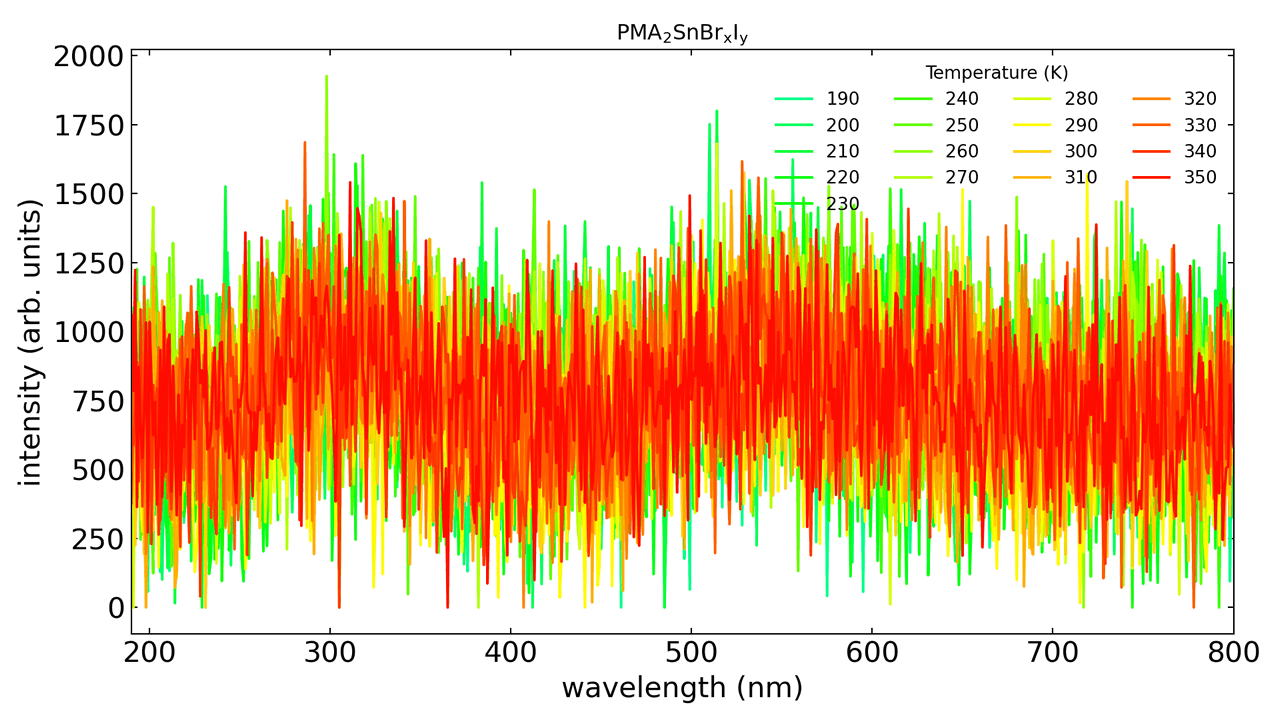 PMA₂SnBrₓIᵧ
Temperature (K)
190 240 280 320
200 250 290 330
210 260 300 340
220 270 310 350
230
2000
1750
1500
1250
1000
750
500
250
0
intensity (arb. units)
200 300 400 500 600 700 800
wavelength (nm)